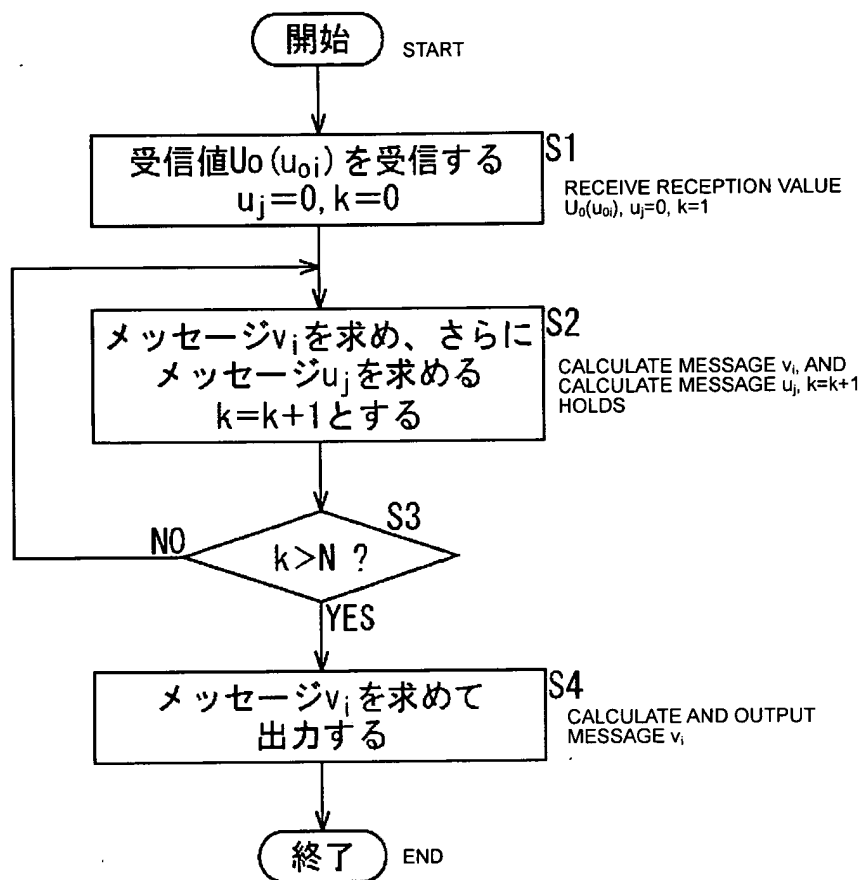 開始
START
受信値U₀(u₀ᵢ)を受信する
uⱼ=0, k=0
S1
RECEIVE RECEPTION VALUE
U₀(u₀ᵢ), uⱼ=0, k=1
メッセージvᵢを求め、さらに
メッセージuⱼを求める
k=k+1とする
S2
CALCULATE MESSAGE vᵢ, AND
CALCULATE MESSAGE uⱼ, k=k+1
HOLDS
S3
NO
k>N ?
YES
メッセージvᵢを求めて
出力する
S4
CALCULATE AND OUTPUT
MESSAGE vᵢ
終了
END